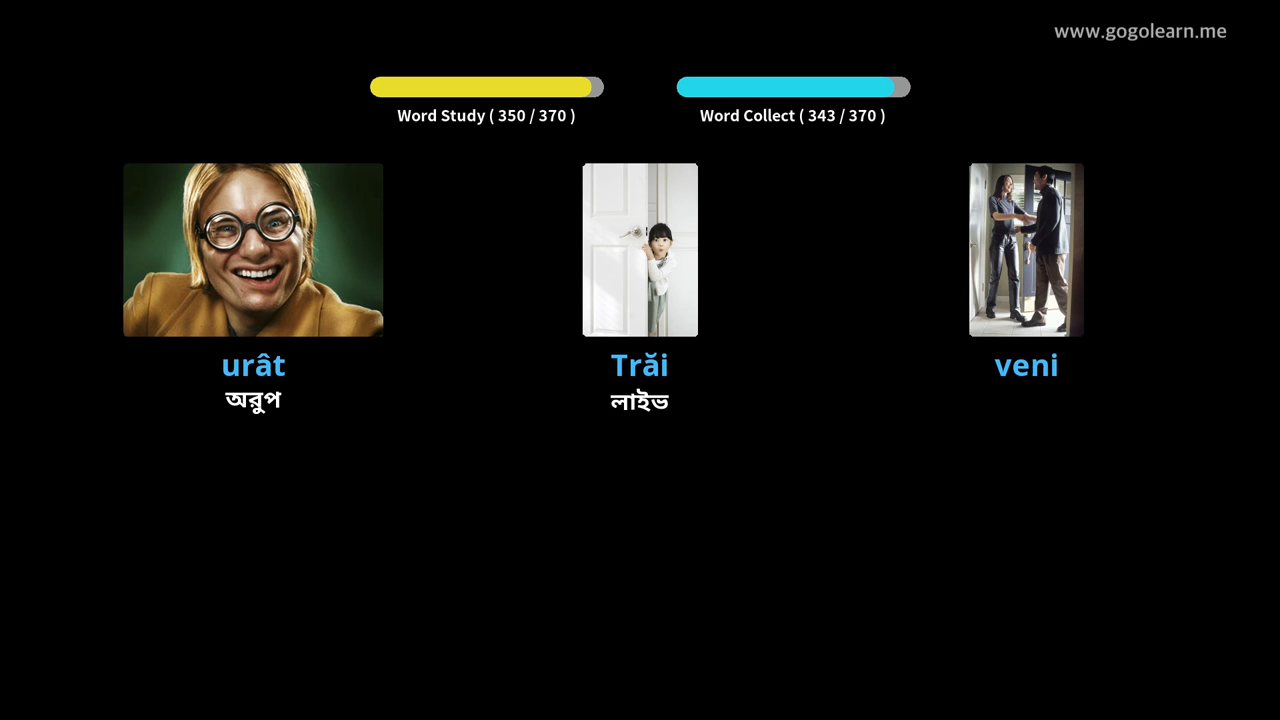 www.gogolearn.me
Word Study ( 350 / 370 )
Word Collect ( 343 / 370 )
urât
Trăi
veni
অরুপ
লাইভ